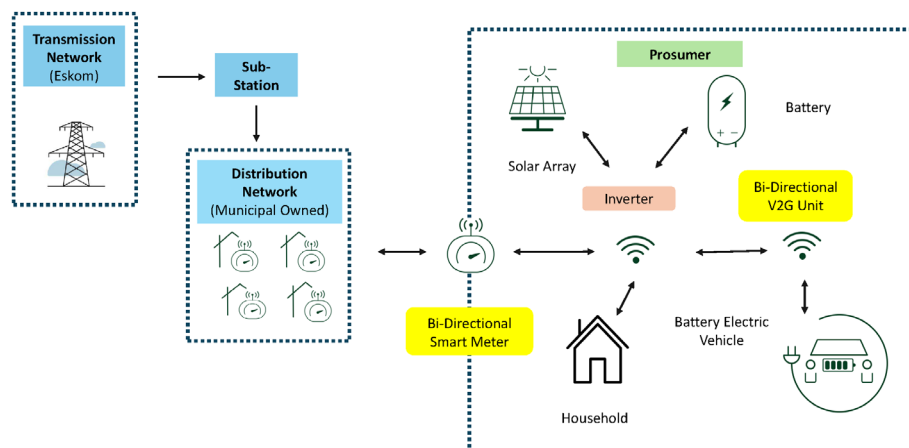 Transmission
Network
(Eskom)
Sub-
Station
Distribution
Network
(Municipal Owned)
Prosumer
Battery
Solar Array
Inverter
Bi-Directional
V2G Unit
Bi-Directional
Smart Meter
Battery Electric
Vehicle
Household